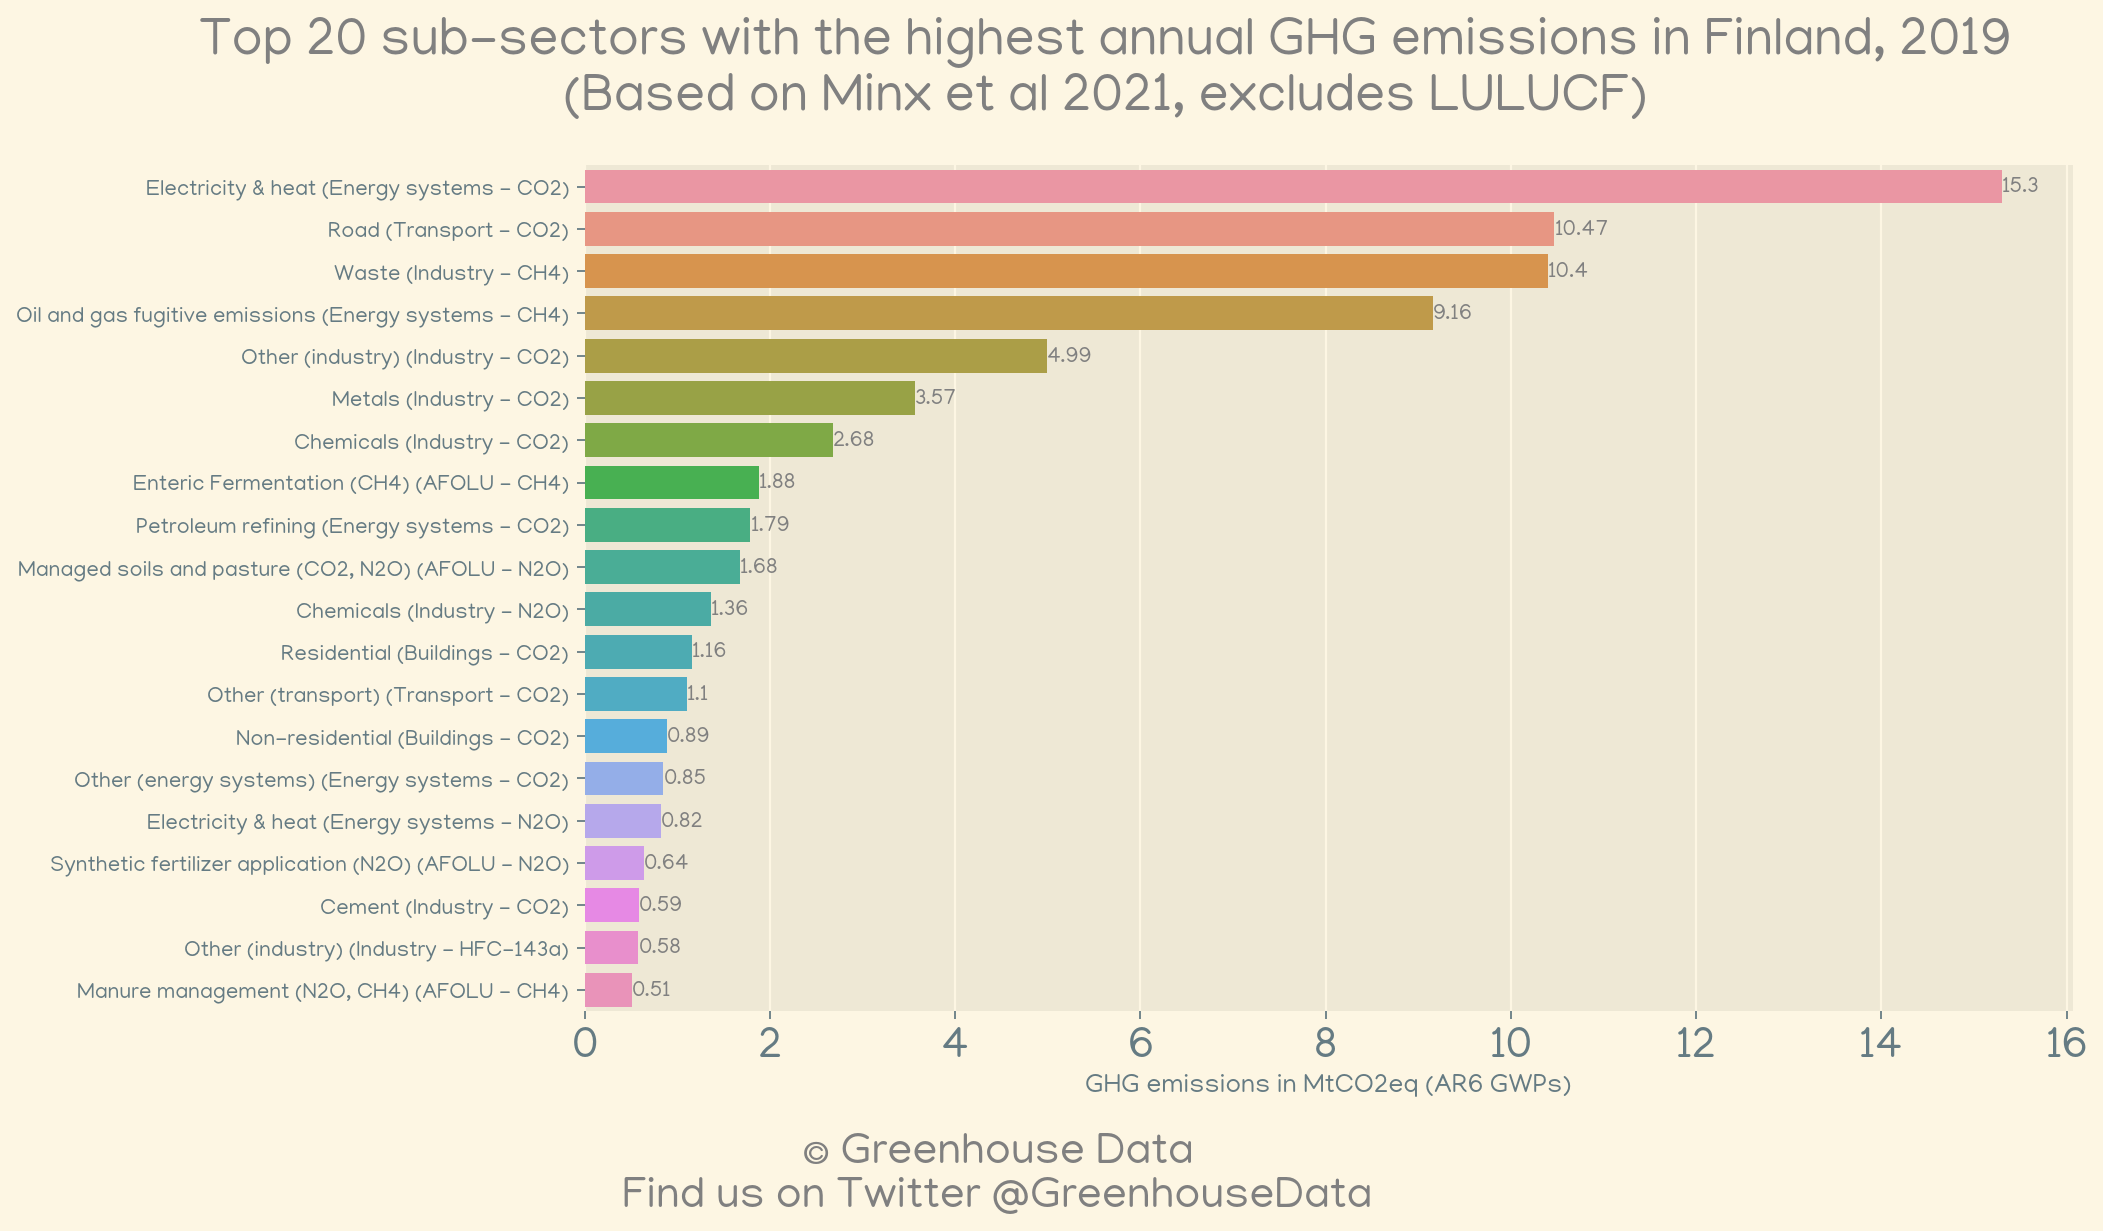 Top 20 sub-sectors with the highest annual GHG emissions in Finland, 2019
(Based on Minx et al 2021, excludes LULUCF)
Electricity & heat (Energy systems - CO2) 15.3
Road (Transport - CO2) 10.47
Waste (Industry - CH4) 10.4
Oil and gas fugitive emissions (Energy systems - CH4) 9.16
Other (industry) (Industry - CO2) 4.99
Metals (Industry - CO2) 3.57
Chemicals (Industry - CO2) 2.68
Enteric Fermentation (CH4) (AFOLU - CH4) 1.88
Petroleum refining (Energy systems - CO2) 1.79
Managed soils and pasture (CO2, N2O) (AFOLU - N2O) 1.68
Chemicals (Industry - N2O) 1.36
Residential (Buildings - CO2) 1.16
Other (transport) (Transport - CO2) 1.1
Non-residential (Buildings - CO2) 0.89
Other (energy systems) (Energy systems - CO2) 0.85
Electricity & heat (Energy systems - N2O) 0.82
Synthetic fertilizer application (N2O) (AFOLU - N2O) 0.64
Cement (Industry - CO2) 0.59
Other (industry) (Industry - HFC-143a) 0.58
Manure management (N2O, CH4) (AFOLU - CH4) 0.51
0 2 4 6 8 10 12 14 16
GHG emissions in MtCO2eq (AR6 GWPs)
© Greenhouse Data
Find us on Twitter @GreenhouseData